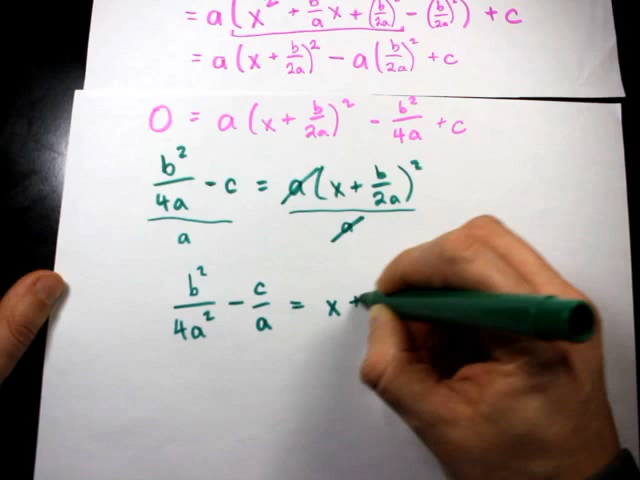 = a(x² + b/a x + (b/2a)² - (b/2a)²) + c
= a(x + b/2a)² - a(b/2a)² + c
0 = a(x + b/2a)² - b²/4a + c
b²/4a - c = a(x + b/2a)²
a a
b²/4a² - c/a = x +